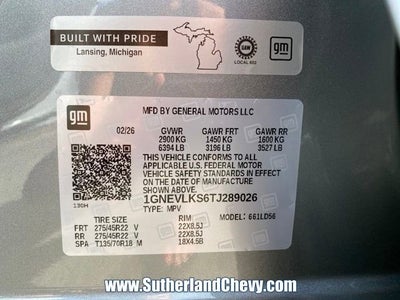 BUILT WITH PRIDE
Lansing, Michigan
UAW
LOCAL 602
gm
gm
MFD BY GENERAL MOTORS LLC
02/26 GVWR GAWR FRT GAWR RR
2900 KG 1450 KG 1600 KG
6394 LB 3196 LB 3527 LB
THIS VEHICLE CONFORMS TO ALL APPLICABLE
U.S. FEDERAL MOTOR
VEHICLE SAFETY STANDARDS IN EFFECT
ON THE DATE OF MANUFACTURE
SHOWN ABOVE.
1GNEVLKS6TJ289026
TYPE: MPV
130H
TIRE SIZE RIM MODEL: 661LD56
FRT 275/45R22 V 22X8.5J
RR 275/45R22 V 22X8.5J
SPA T135/70R18 M 18X4.5B
www.SutherlandChevy.com